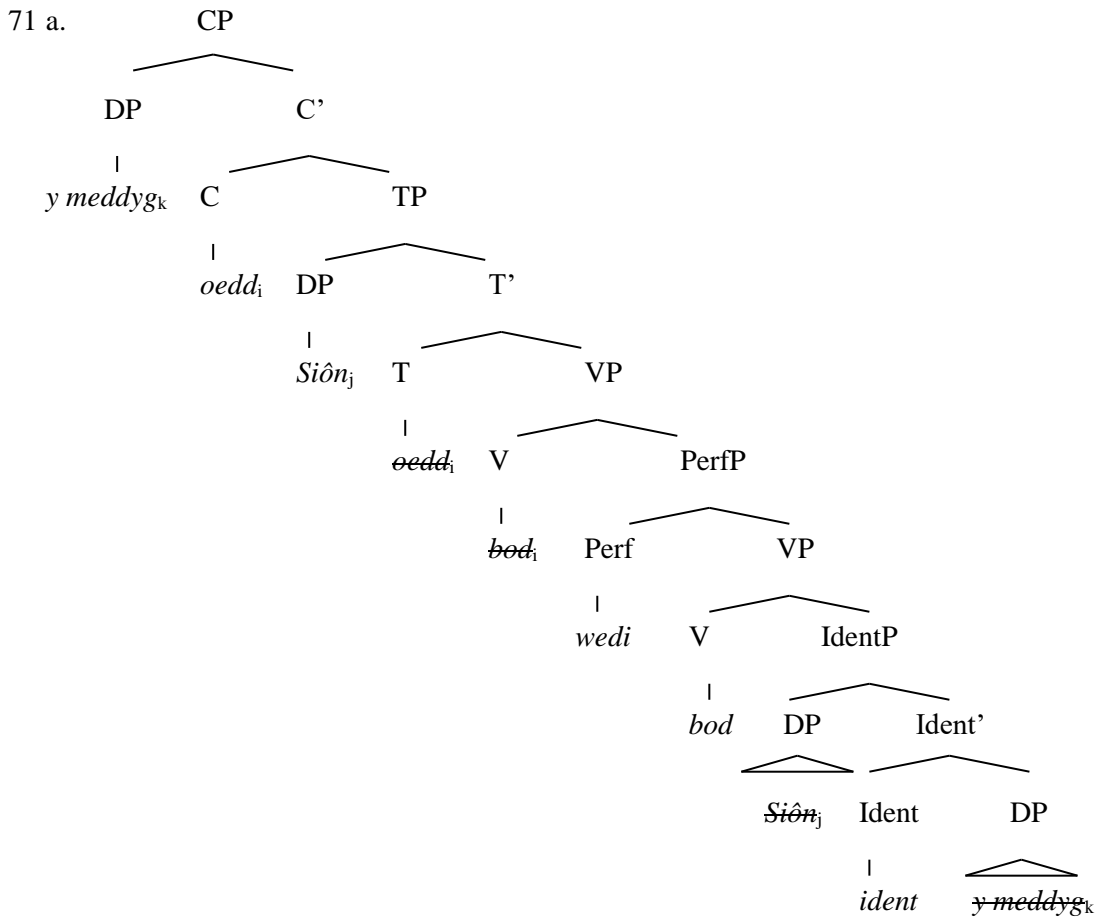 71 a. CP
DP C’
y meddygk C TP
oeddi DP T’
Siônj T VP
oeddi V PerfP
bodi Perf VP
wedi V IdentP
bod DP Ident’
Siônj Ident DP
ident y meddygk